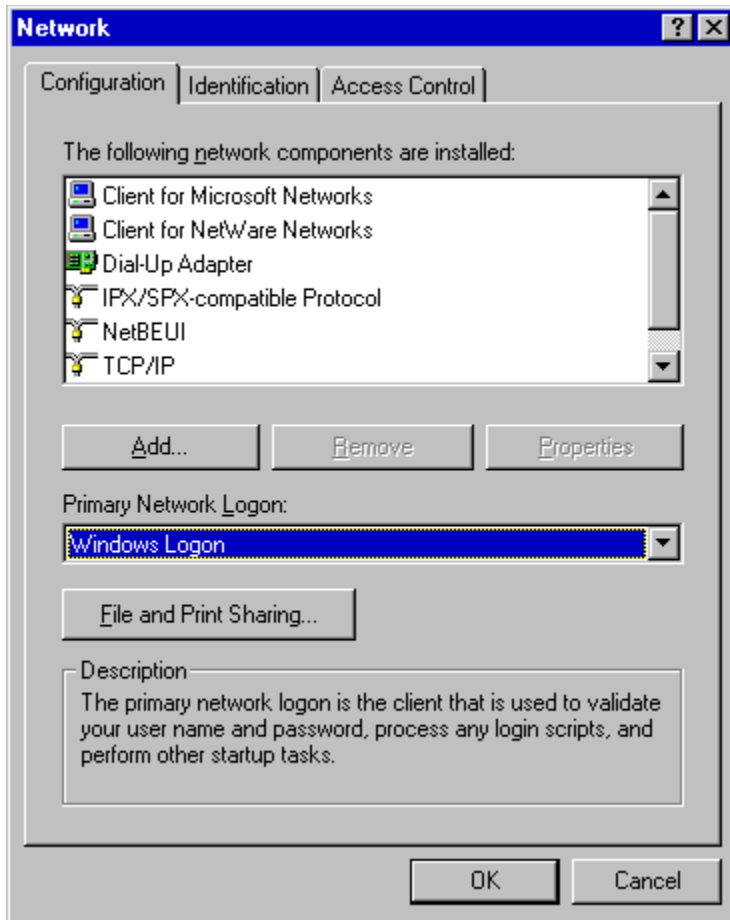 Network
Configuration Identification Access Control
The following network components are installed:
Client for Microsoft Networks
Client for NetWare Networks
Dial-Up Adapter
IPX/SPX-compatible Protocol
NetBEUI
TCP/IP
Add... Remove Properties
Primary Network Logon:
Windows Logon
File and Print Sharing...
Description
The primary network logon is the client that is used to validate
your user name and password, process any login scripts, and
perform other startup tasks.
OK Cancel